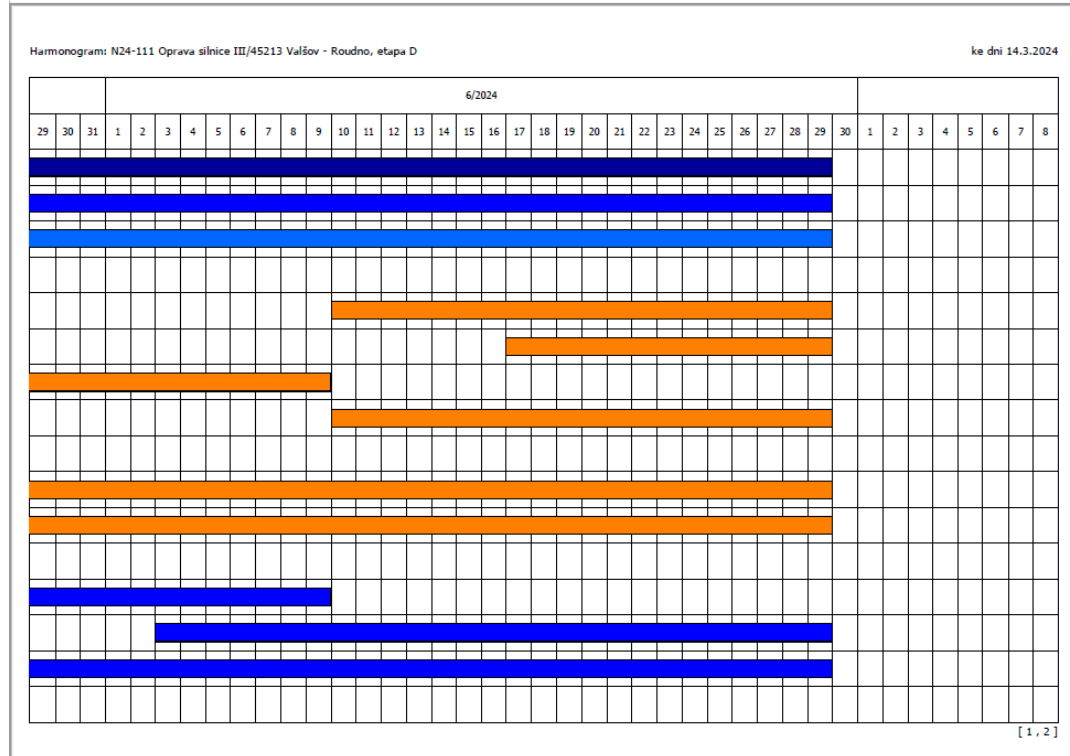 Harmonogram: N24-111 Oprava silnice III/45213 Valšov - Roudno, etapa D ke dni 14.3.2024
6/2024
29 30 31 1 2 3 4 5 6 7 8 9 10 11 12 13 14 15 16 17 18 19 20 21 22 23 24 25 26 27 28 29 30 1 2 3 4 5 6 7 8
[ 1 , 2 ]